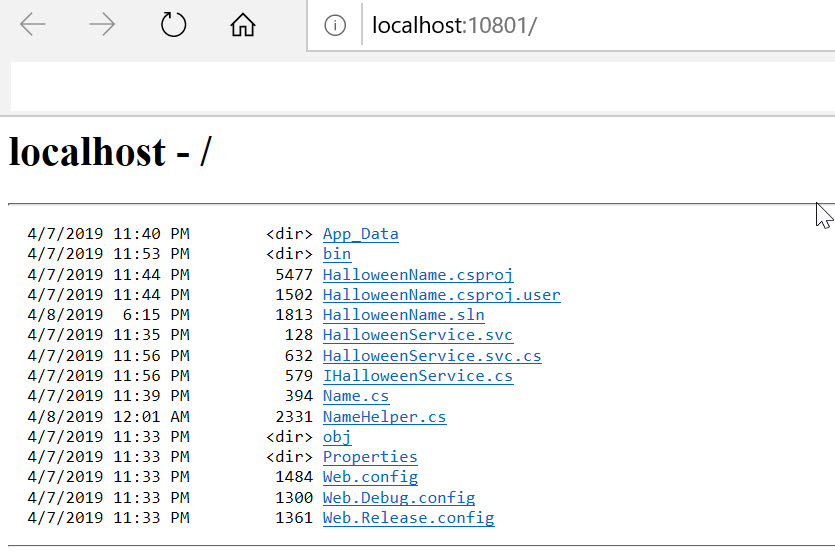 localhost:10801/
localhost - /
4/7/2019 11:40 PM <dir> App_Data
4/7/2019 11:53 PM <dir> bin
4/7/2019 11:44 PM 5477 HalloweenName.csproj
4/7/2019 11:44 PM 1502 HalloweenName.csproj.user
4/8/2019 6:15 PM 1813 HalloweenName.sln
4/7/2019 11:35 PM 128 HalloweenService.svc
4/7/2019 11:56 PM 632 HalloweenService.svc.cs
4/7/2019 11:56 PM 579 IHalloweenService.cs
4/7/2019 11:39 PM 394 Name.cs
4/8/2019 12:01 AM 2331 NameHelper.cs
4/7/2019 11:33 PM <dir> obj
4/7/2019 11:33 PM <dir> Properties
4/7/2019 11:33 PM 1484 Web.config
4/7/2019 11:33 PM 1300 Web.Debug.config
4/7/2019 11:33 PM 1361 Web.Release.config